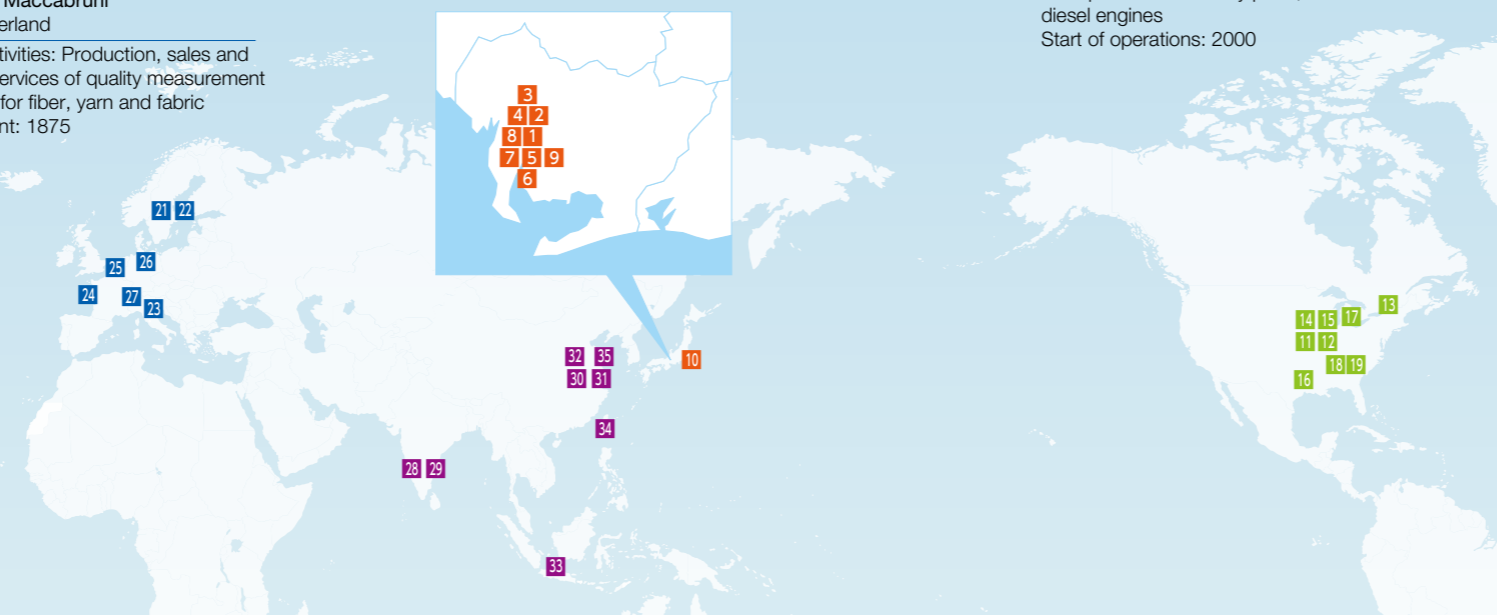 Maccabruni
erland
tivities: Production, sales and
ervices of quality measurement
for fiber, yarn and fabric
nt: 1875
diesel engines
Start of operations: 2000
3
4 2
8 1
7 5 9
6
21 22
25 26
24 27 23
13
14 15 17
11 12
18 19
16
32 35
30 31
10
34
28 29
33